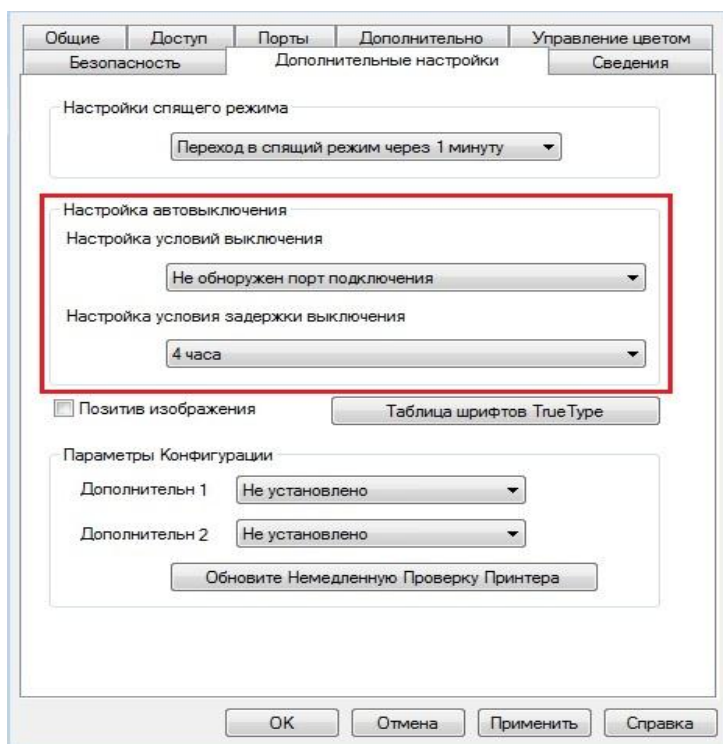 Общие Доступ Порты Дополнительно Управление цветом
Безопасность Дополнительные настройки Сведения
Настройки спящего режима
Переход в спящий режим через 1 минуту
Настройка автовыключения
Настройка условий выключения
Не обноружен порт подключения
Настройка условия задержки выключения
4 часа
Позитив изображения Таблица шрифтов TrueType
Параметры Конфигурации
Дополнительн 1 Не установлено
Дополнительн 2 Не установлено
Обновите Немедленную Проверку Принтера
OK Отмена Применить Справка